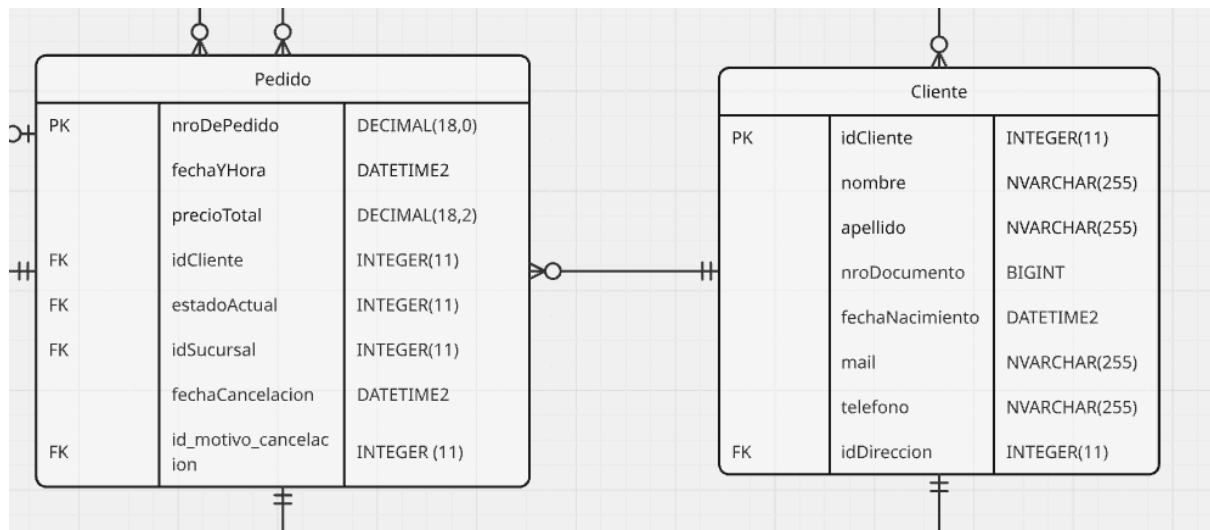 Pedido
PK nroDePedido DECIMAL(18,0)
fechaYHora DATETIME2
precioTotal DECIMAL(18,2)
FK idCliente INTEGER(11)
FK estadoActual INTEGER(11)
FK idSucursal INTEGER(11)
fechaCancelacion DATETIME2
FK id_motivo_cancelac
ion INTEGER (11)
Cliente
PK idCliente INTEGER(11)
nombre NVARCHAR(255)
apellido NVARCHAR(255)
nroDocumento BIGINT
fechaNacimiento DATETIME2
mail NVARCHAR(255)
telefono NVARCHAR(255)
FK idDireccion INTEGER(11)